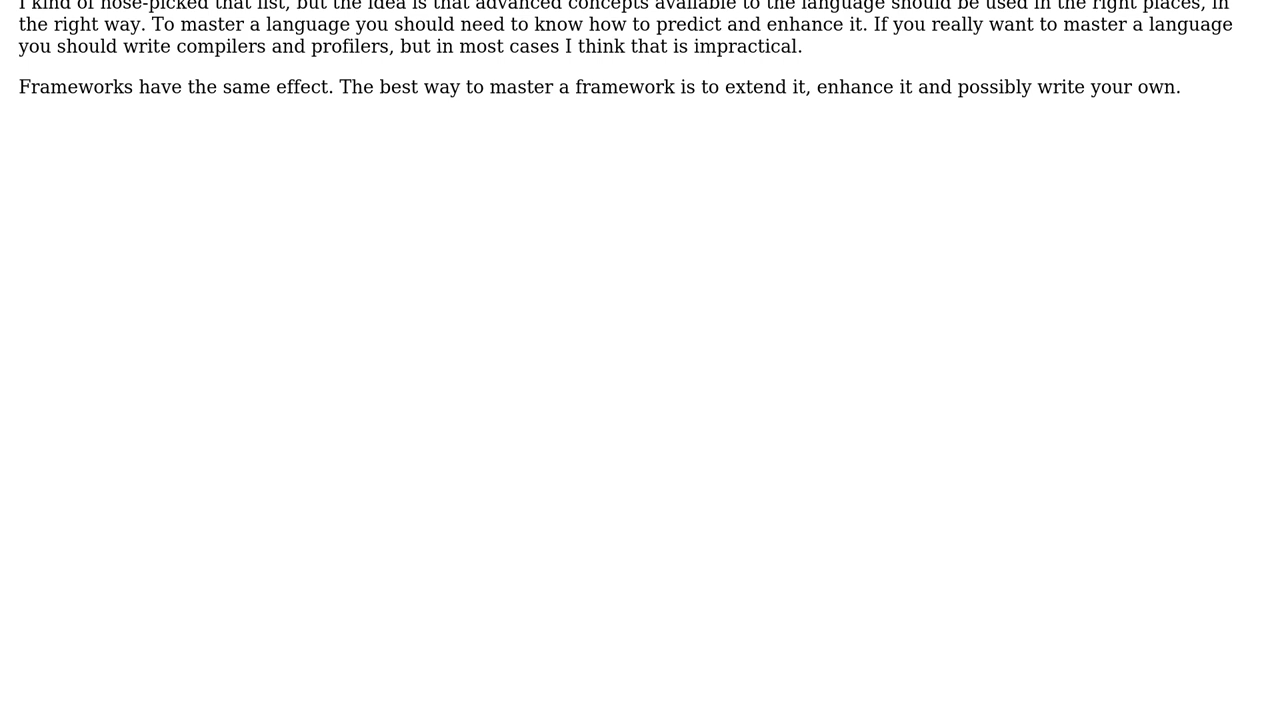 I kind of nose-picked that list, but the idea is that advanced concepts available to the language should be used in the right places, in
the right way. To master a language you should need to know how to predict and enhance it. If you really want to master a language
you should write compilers and profilers, but in most cases I think that is impractical.
Frameworks have the same effect. The best way to master a framework is to extend it, enhance it and possibly write your own.